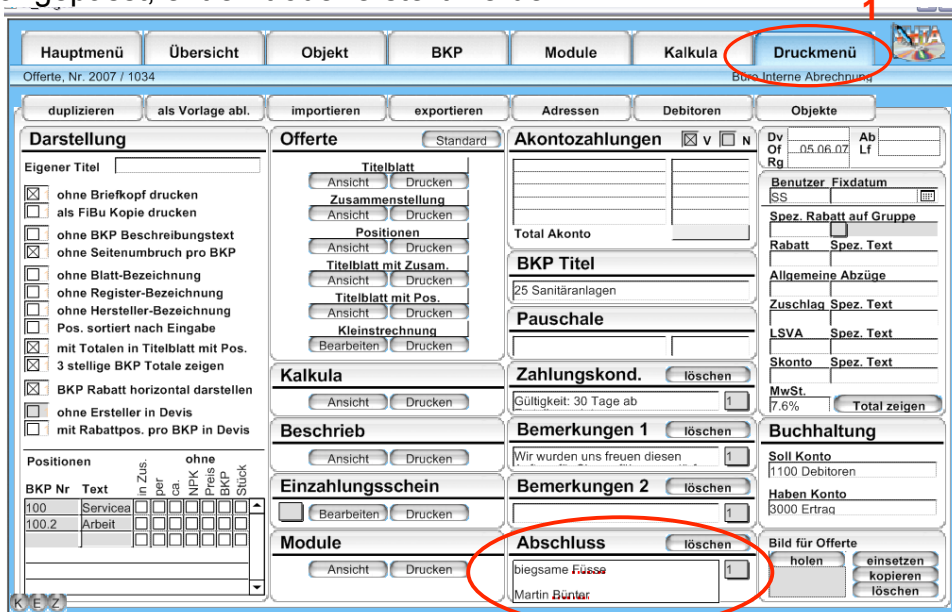 1
Hauptmenü Übersicht Objekt BKP Module Kalkula Druckmenü
Offerte, Nr. 2007 / 1034
Büro Interne Abrechnung
duplizieren als Vorlage abl. importieren exportieren Adressen Debitoren Objekte
Darstellung
Eigener Titel
ohne Briefkopf drucken
als FiBu Kopie drucken
ohne BKP Beschreibungstext
ohne Seitenumbruch pro BKP
ohne Blatt-Bezeichnung
ohne Register-Bezeichnung
ohne Hersteller-Bezeichnung
Pos. sortiert nach Eingabe
mit Totalen in Titelblatt mit Pos.
3 stellige BKP Totale zeigen
BKP Rabatt horizontal darstellen
ohne Ersteller in Devis
mit Rabattpos. pro BKP in Devis
Positionen ohne
BKP Nr Text in Zus. per ca. NPK Preis BKP Stück
100 Servicea
100.2 Arbeit
K E Z
Offerte Standard
Titelblatt
Ansicht Drucken
Zusammenstellung
Ansicht Drucken
Positionen
Ansicht Drucken
Titelblatt mit Zusam.
Ansicht Drucken
Titelblatt mit Pos.
Ansicht Drucken
Kleinstrechnung
Bearbeiten Drucken
Kalkula
Ansicht Drucken
Beschrieb
Ansicht Drucken
Einzahlungsschein
Bearbeiten Drucken
Module
Ansicht Drucken
Akontozahlungen V N
Total Akonto
BKP Titel
25 Sanitäranlagen
Pauschale
Zahlungskond. löschen
Gültigkeit: 30 Tage ab 1
Bemerkungen 1 löschen
Wir wurden uns freuen diesen 1
Bemerkungen 2 löschen
1
Abschluss löschen
biegsame Füsse 1
Martin Bünter
Dv Ab
Of 05.06.07 Lf
Rg
Benutzer Fixdatum
SS
Spez. Rabatt auf Gruppe
Rabatt Spez. Text
Allgemeine Abzüge
Zuschlag Spez. Text
LSVA Spez. Text
Skonto Spez. Text
MwSt.
7.6% Total zeigen
Buchhaltung
Soll Konto
1100 Debitoren
Haben Konto
3000 Ertrag
Bild für Offerte
holen einsetzen
kopieren
löschen